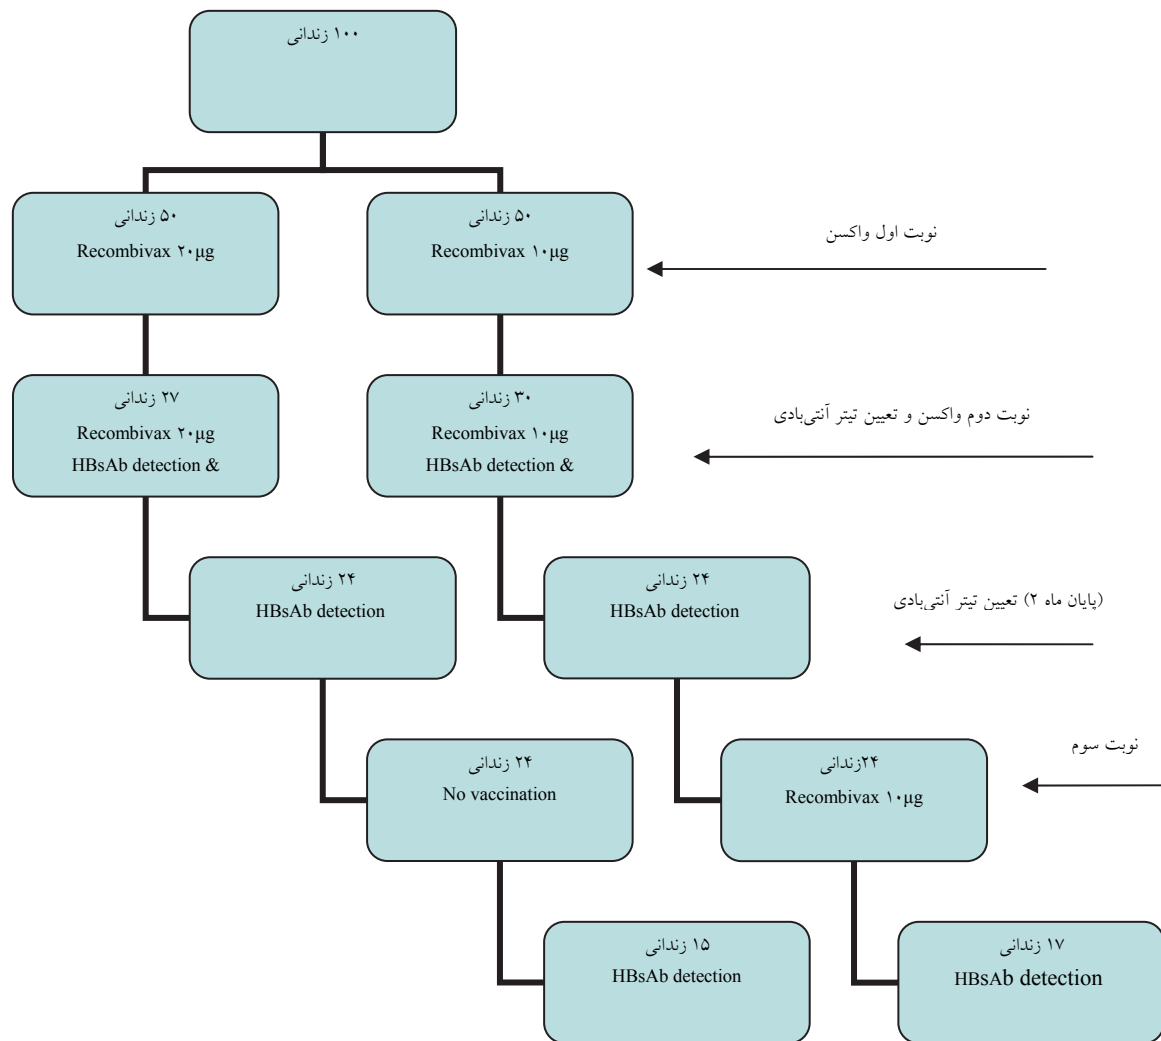 ۱۰۰ زندانی
۵۰ زندانی
Recombivax ۲۰µg
۵۰ زندانی
Recombivax ۱۰µg
نوبت اول واکسن
۲۷ زندانی
Recombivax ۲۰µg
HBsAb detection &
۳۰ زندانی
Recombivax ۱۰µg
HBsAb detection &
نوبت دوم واکسن و تعیین تیتر آنتی‌بادی
۲۴ زندانی
HBsAb detection
۲۴ زندانی
HBsAb detection
(پایان ماه ۲) تعیین تیتر آنتی‌بادی
۲۴ زندانی
No vaccination
۲۴زندانی
Recombivax ۱۰µg
نوبت سوم
۱۵ زندانی
HBsAb detection
۱۷ زندانی
HBsAb detection